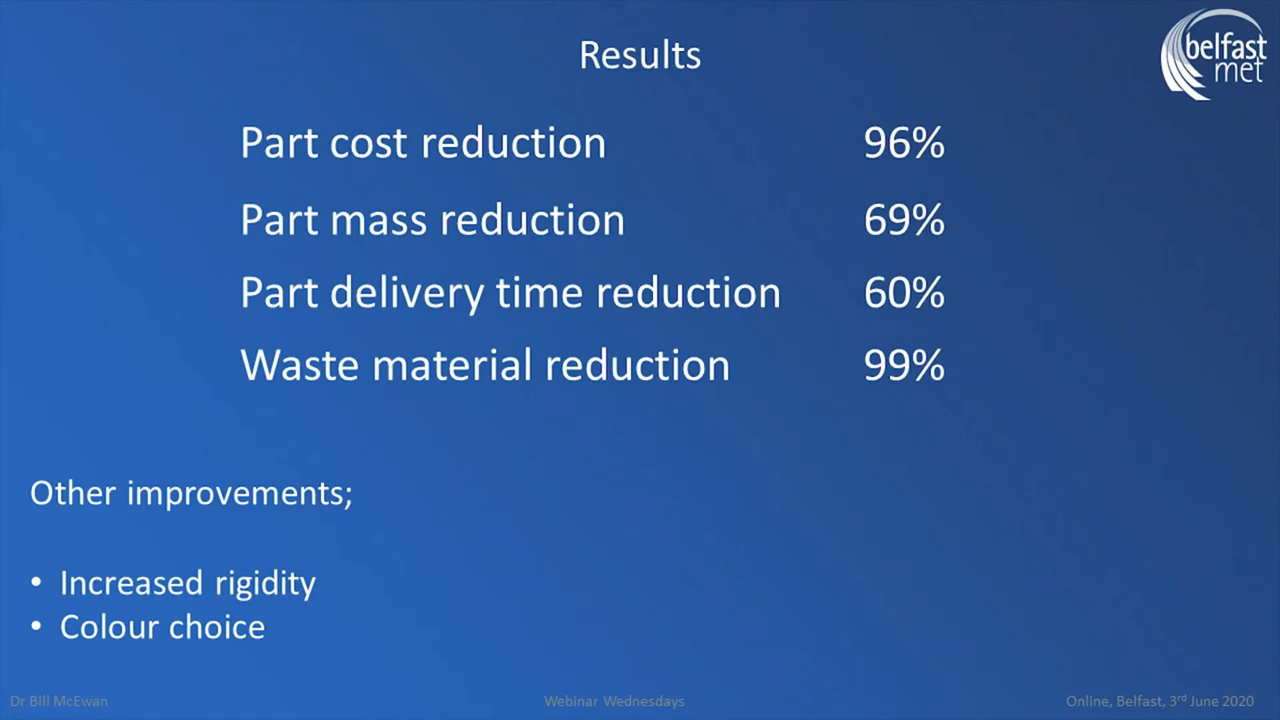 belfast
met
Results
Part cost reduction 96%
Part mass reduction 69%
Part delivery time reduction 60%
Waste material reduction 99%
Other improvements;
• Increased rigidity
• Colour choice
Dr Bill McEwan Webinar Wednesdays Online, Belfast, 3rd June 2020